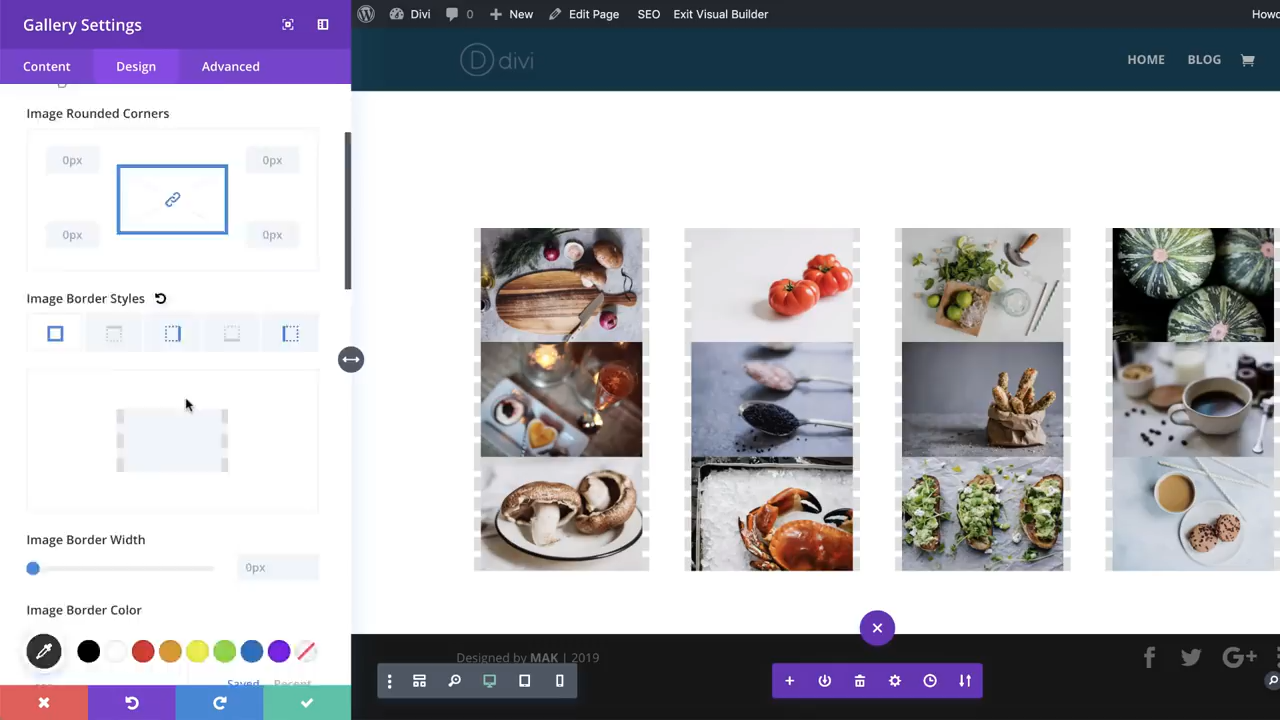 Gallery Settings
Content Design Advanced
Image Rounded Corners
0px 0px
0px 0px
Image Border Styles
Image Border Width
0px
Image Border Color
Saved Recent
Divi 0 New Edit Page SEO Exit Visual Builder
D divi
HOME BLOG
Designed by MAK | 2019